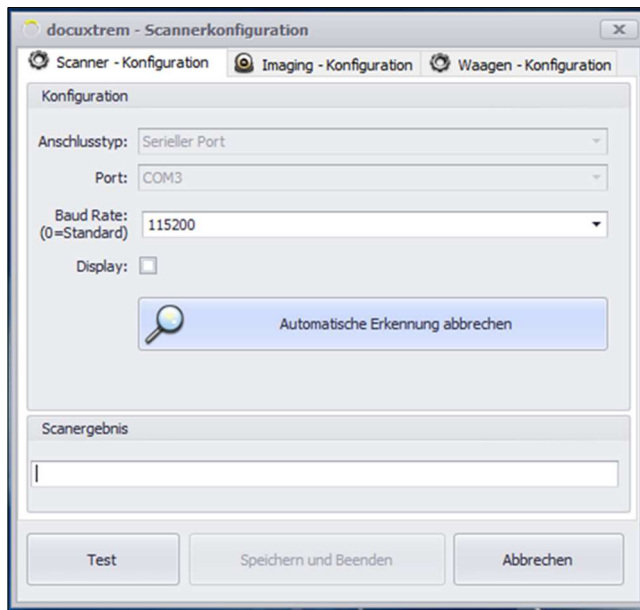 docuxtrem - Scannerkonfiguration
Scanner - Konfiguration
Imaging - Konfiguration
Waagen - Konfiguration
Konfiguration
Anschlusstyp: Serieller Port
Port: COM3
Baud Rate: 115200
(0=Standard)
Display:
Automatische Erkennung abbrechen
Scanergebnis
Test
Speichern und Beenden
Abbrechen